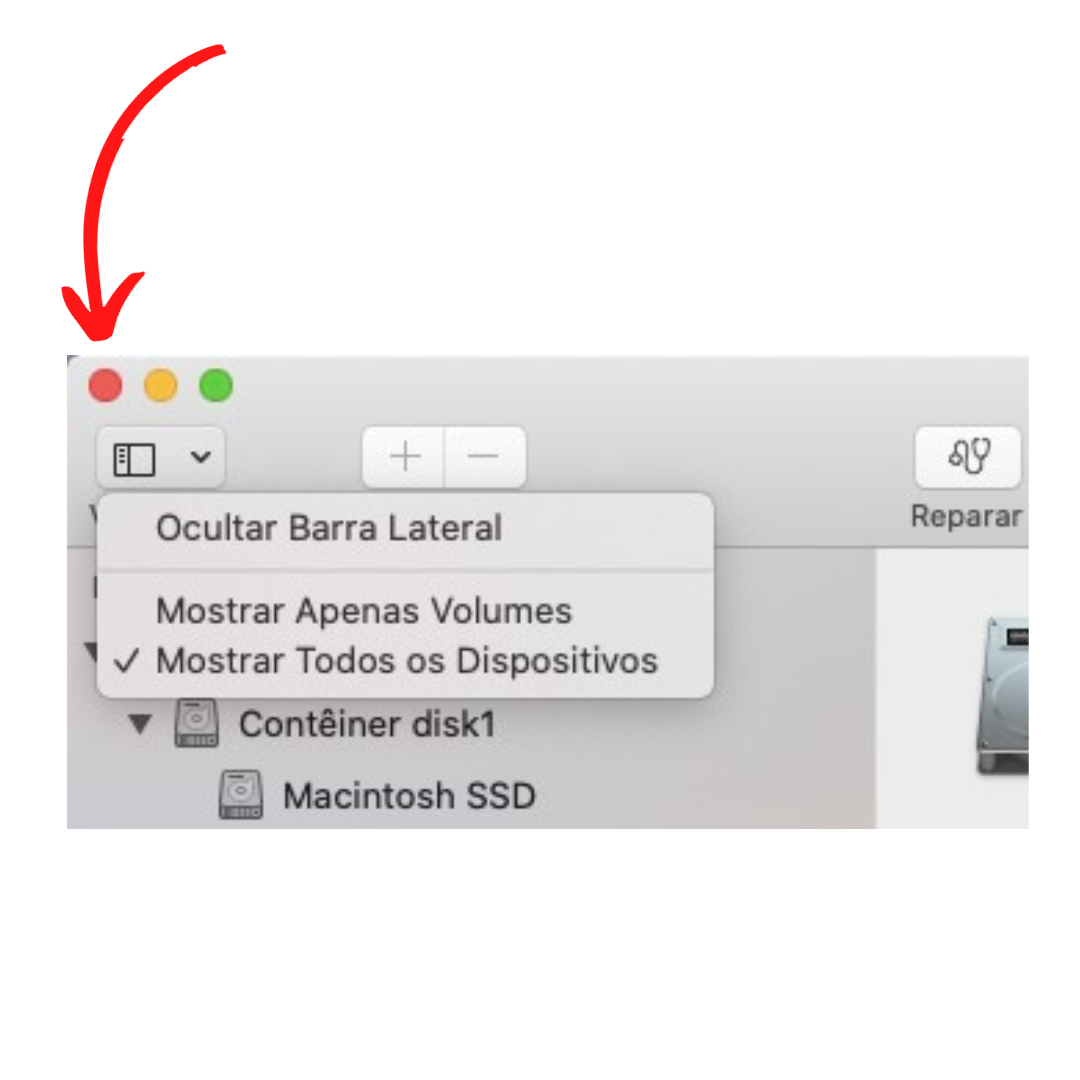 Reparar
Ocultar Barra Lateral
Mostrar Apenas Volumes
✓ Mostrar Todos os Dispositivos
Contêiner disk1
Macintosh SSD